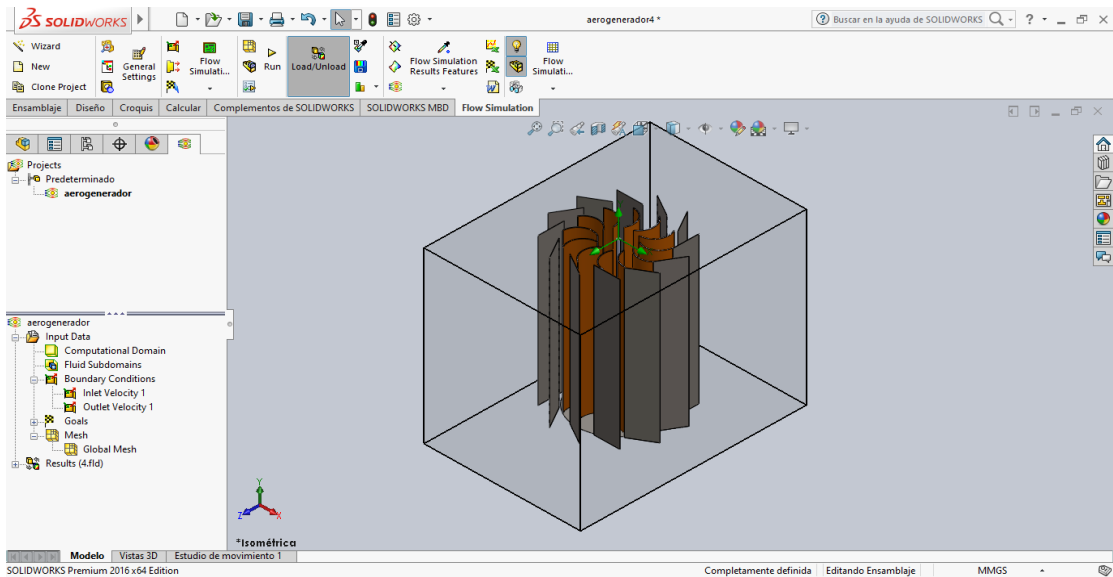 SOLIDWORKS
aerogenerador4 *
Buscar en la ayuda de SOLIDWORKS
Wizard
New
Clone Project
General Settings
Flow Simulati...
Run
Load/Unload
Flow Simulation Results Features
Flow Simulati...
Ensamblaje Diseño Croquis Calcular Complementos de SOLIDWORKS SOLIDWORKS MBD Flow Simulation
Projects
Predeterminado
aerogenerador
aerogenerador
Input Data
Computational Domain
Fluid Subdomains
Boundary Conditions
Inlet Velocity 1
Outlet Velocity 1
Goals
Mesh
Global Mesh
Results (4.fld)
Y
Z
X
*Isométrica
Modelo Vistas 3D Estudio de movimiento 1
SOLIDWORKS Premium 2016 x64 Edition
Completamente definida Editando Ensamblaje MMGS